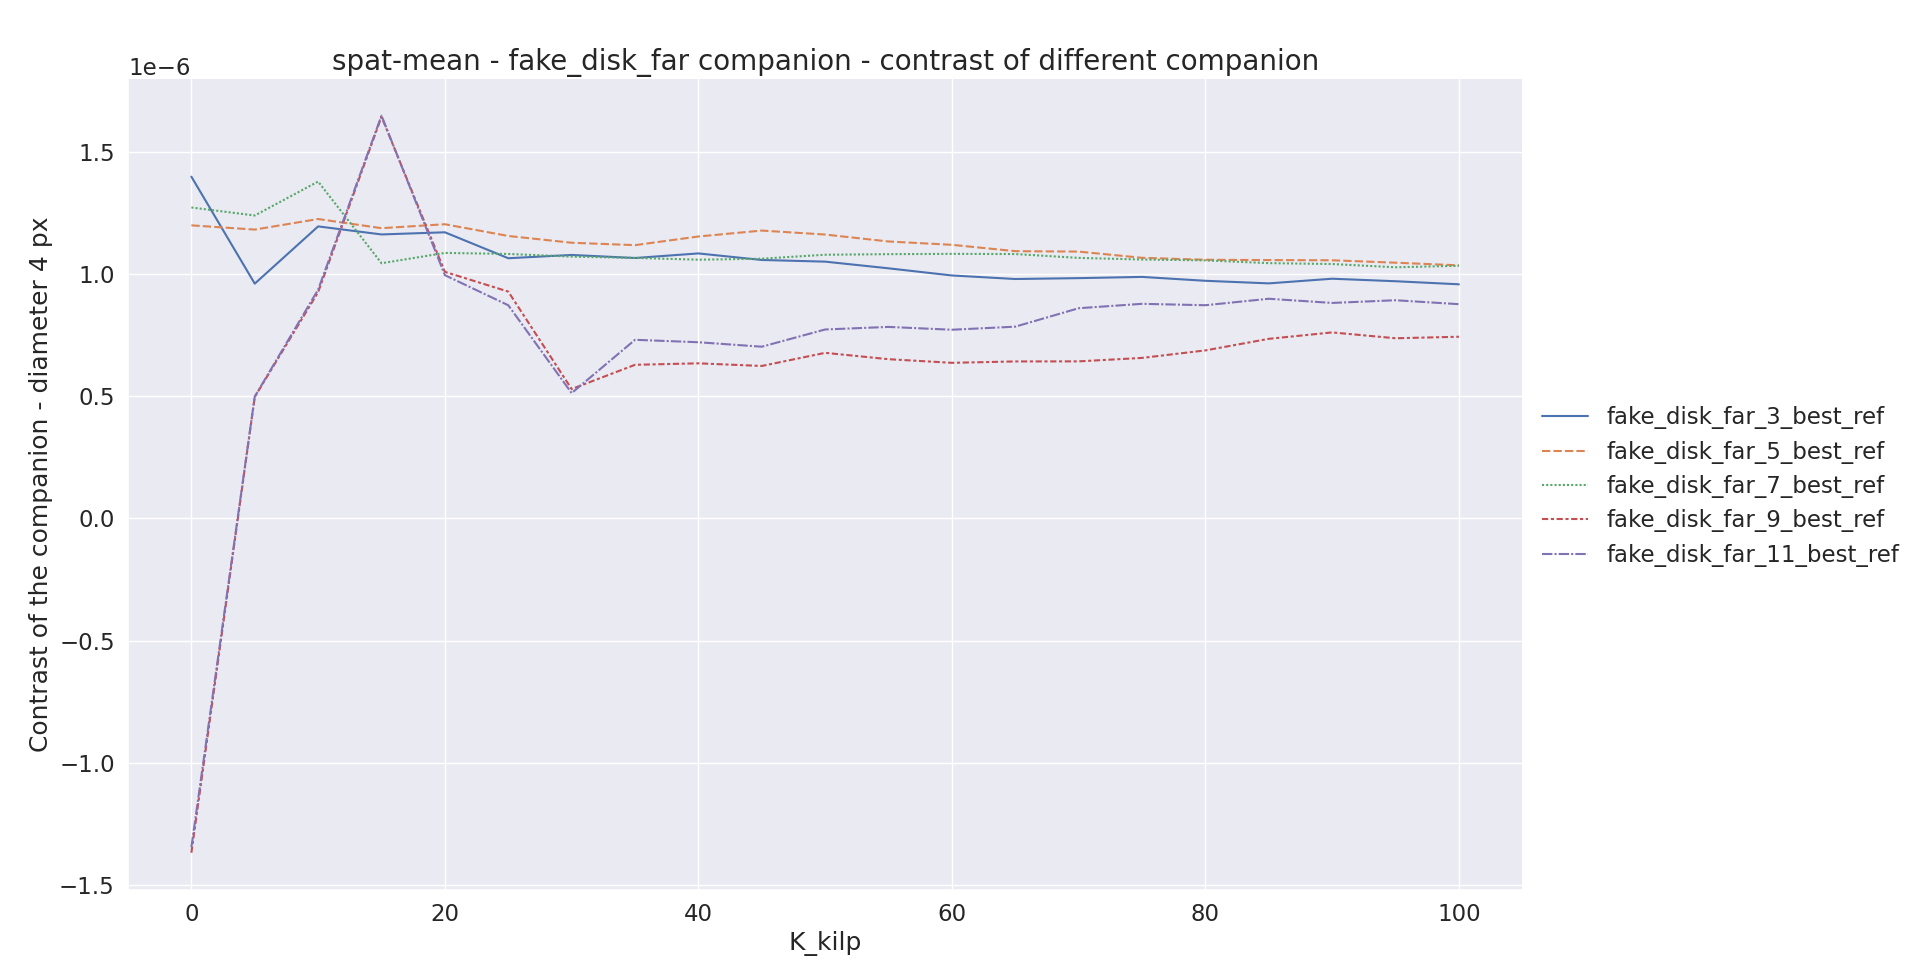 spat-mean - fake_disk_far companion - contrast of different companion
1e−6
1.5
1.0
0.5
0.0
−0.5
−1.0
−1.5
Contrast of the companion - diameter 4 px
0 20 40 60 80 100
K_kilp
fake_disk_far_3_best_ref
fake_disk_far_5_best_ref
fake_disk_far_7_best_ref
fake_disk_far_9_best_ref
fake_disk_far_11_best_ref